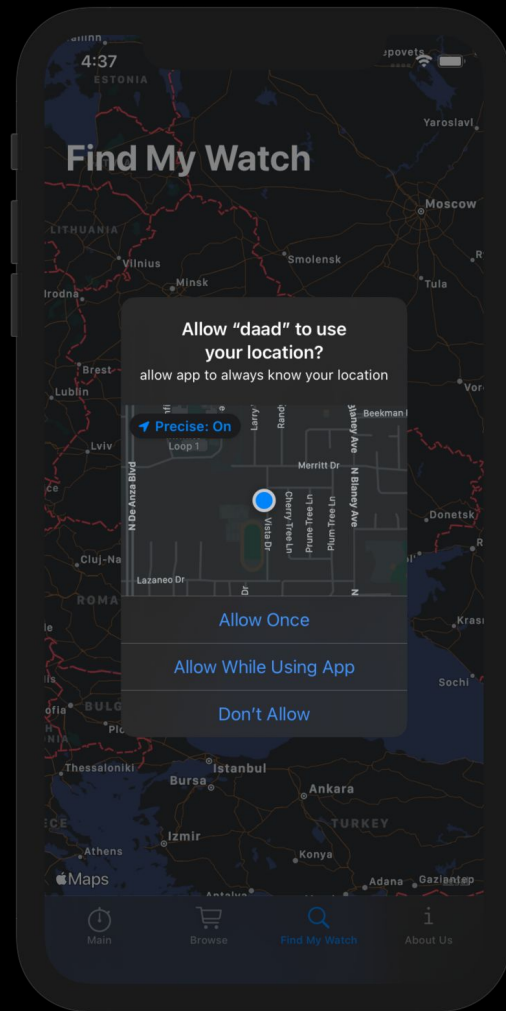 4:37
ESTONIA
Yaroslavl
Find My Watch
Moscow
LITHUANIA
Vilnius
Smolensk
Minsk
Tula
Allow “daad” to use
your location?
allow app to always know your location
Brest
Lublin
Precise: On
Larry
Beekman
Loop 1
Merritt Dr
Lviv
N De Anza Blvd
Vista Dr
Cherry Tree Ln
Prune Tree Ln
Plum Tree Ln
N Blaney Ave
Donetsk
Lazaneo Dr
Dr
N
Allow Once
Allow While Using App
Don’t Allow
Sochi
Thessaloniki
Istanbul
Bursa
Ankara
TURKEY
Izmir
Athens
Konya
Maps
Adana
Gaziantep
Main
Browse
Find My Watch
About Us